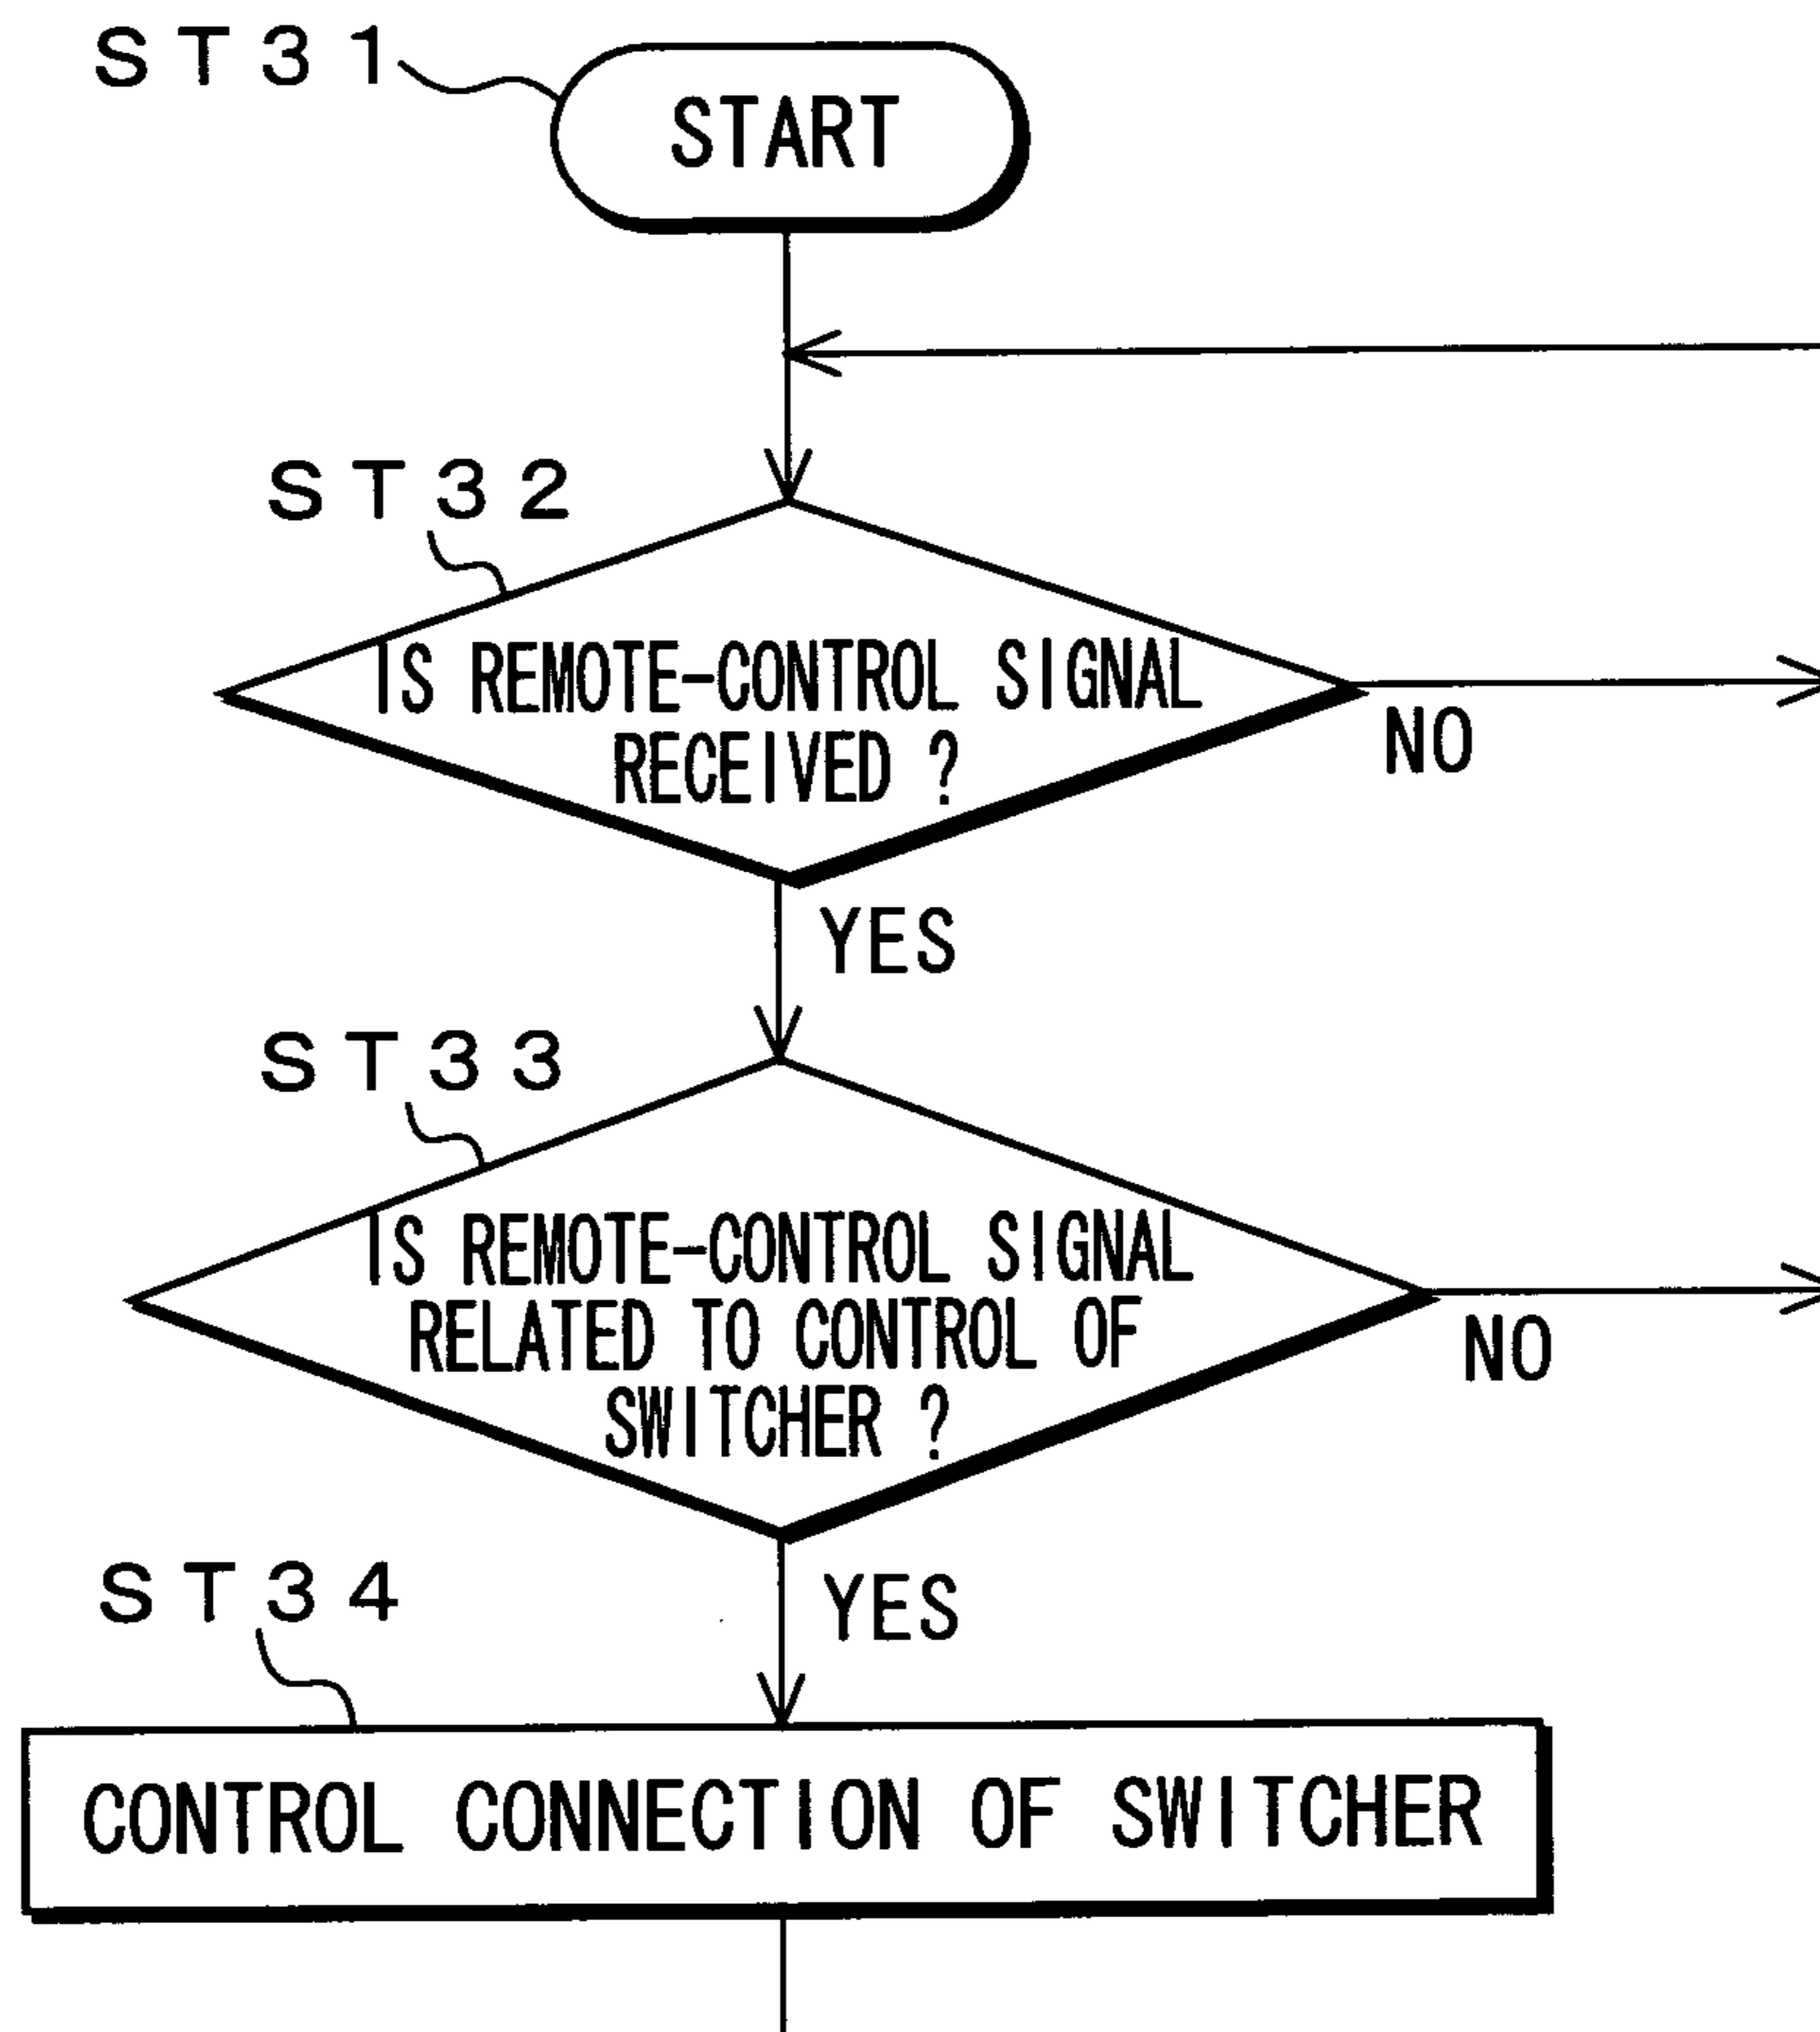 ST31
START
ST32
IS REMOTE-CONTROL SIGNAL
RECEIVED ?
NO
YES
ST33
IS REMOTE-CONTROL SIGNAL
RELATED TO CONTROL OF
SWITCHER ?
NO
YES
ST34
CONTROL CONNECTION OF SWITCHER